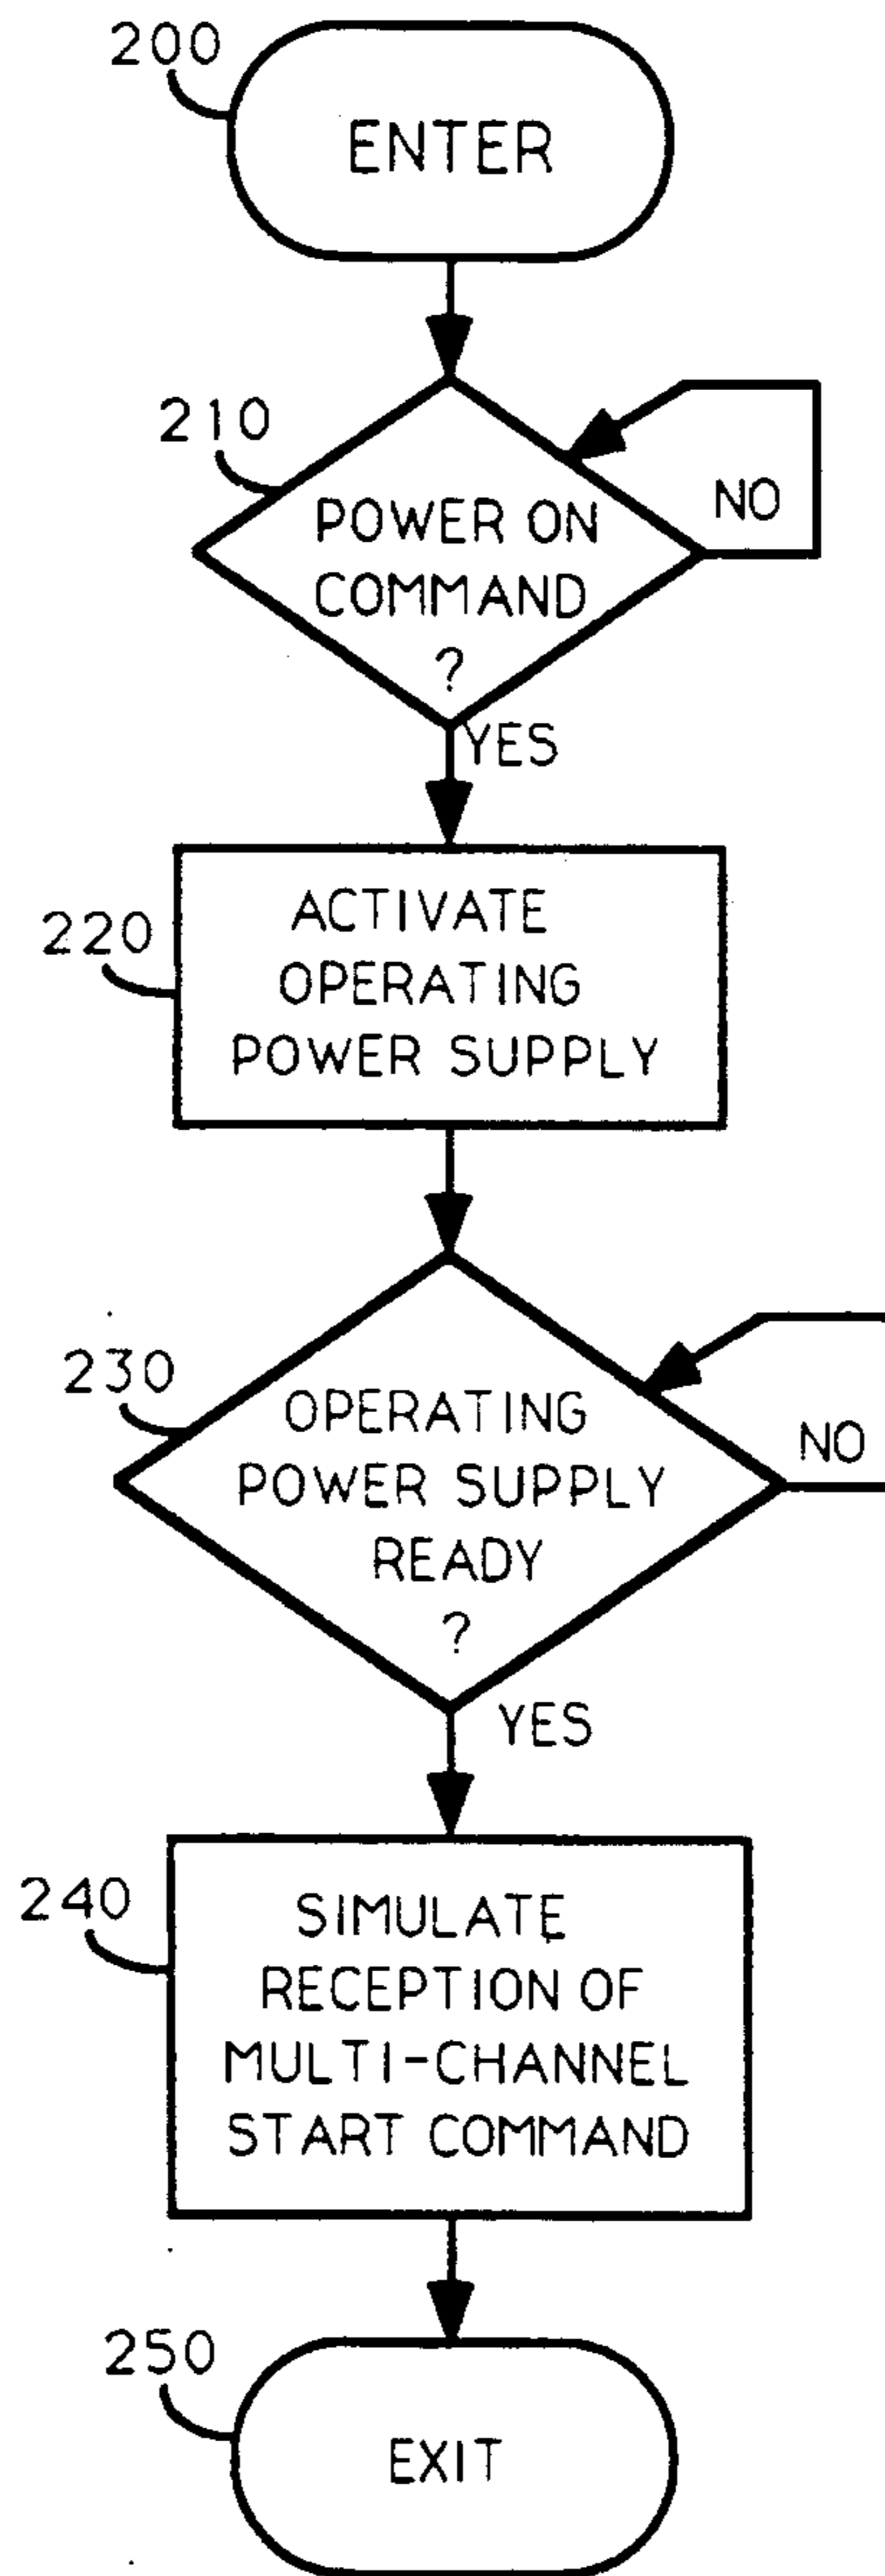 200
ENTER
210
POWER ON
COMMAND
?
NO
YES
220
ACTIVATE
OPERATING
POWER SUPPLY
230
OPERATING
POWER SUPPLY
READY
?
NO
YES
240
SIMULATE
RECEPTION OF
MULTI-CHANNEL
START COMMAND
250
EXIT